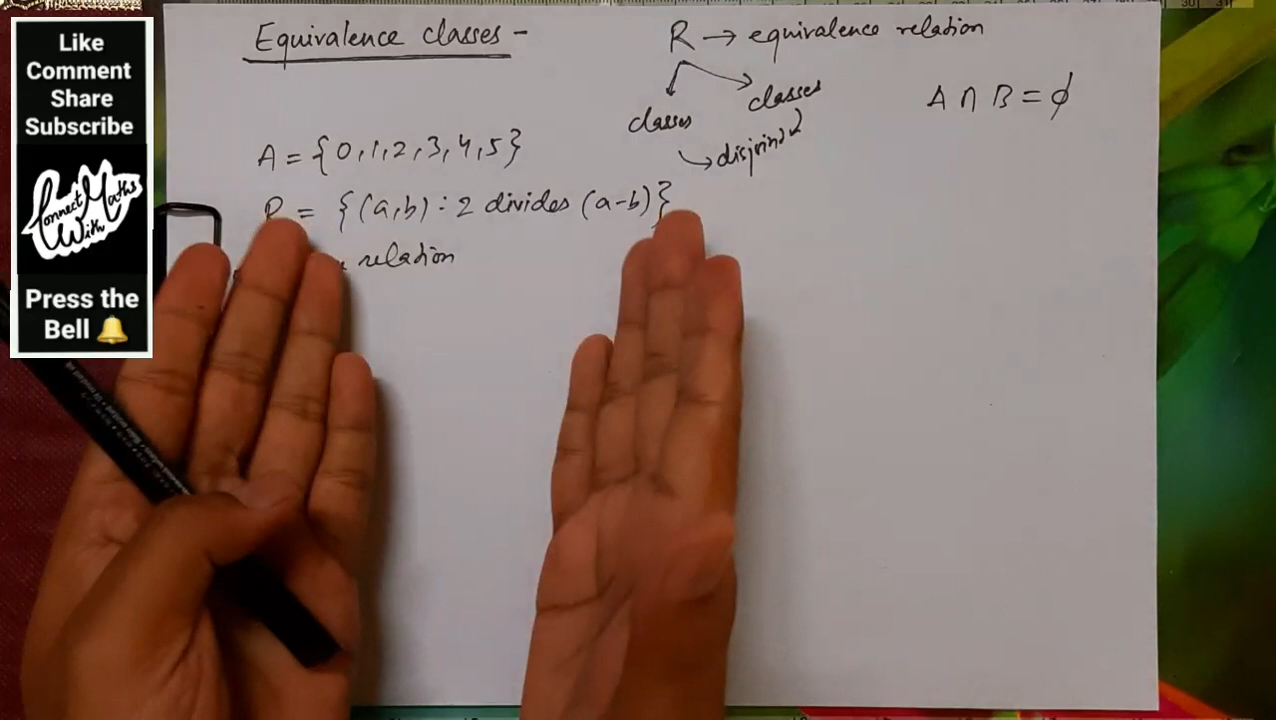 Like
Comment
Share
Subscribe
Connect Maths
With
Press the
Bell 🔔
Equivalence classes -
R → equivalence relation
classes classes
disjoint
A ∩ B = ϕ
A = {0,1,2,3,4,5}
R = {(a,b) : 2 divides (a-b)}
relation